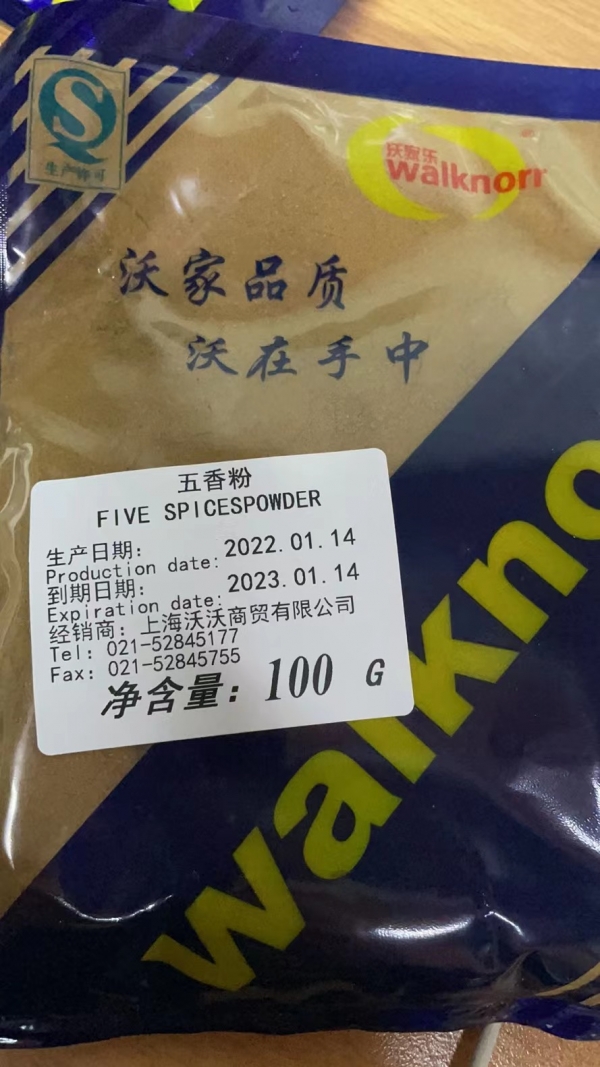 S
生产许可
沃家乐
walknorr
沃家品质
沃在手中
五香粉
FIVE SPICESPOWDER
生产日期: 2022.01.14
Production date:
到期日期: 2023.01.14
Expiration date:
经销商: 上海沃沃商贸有限公司
Tel: 021-52845177
Fax: 021-52845755
净含量: 100 G
walkno